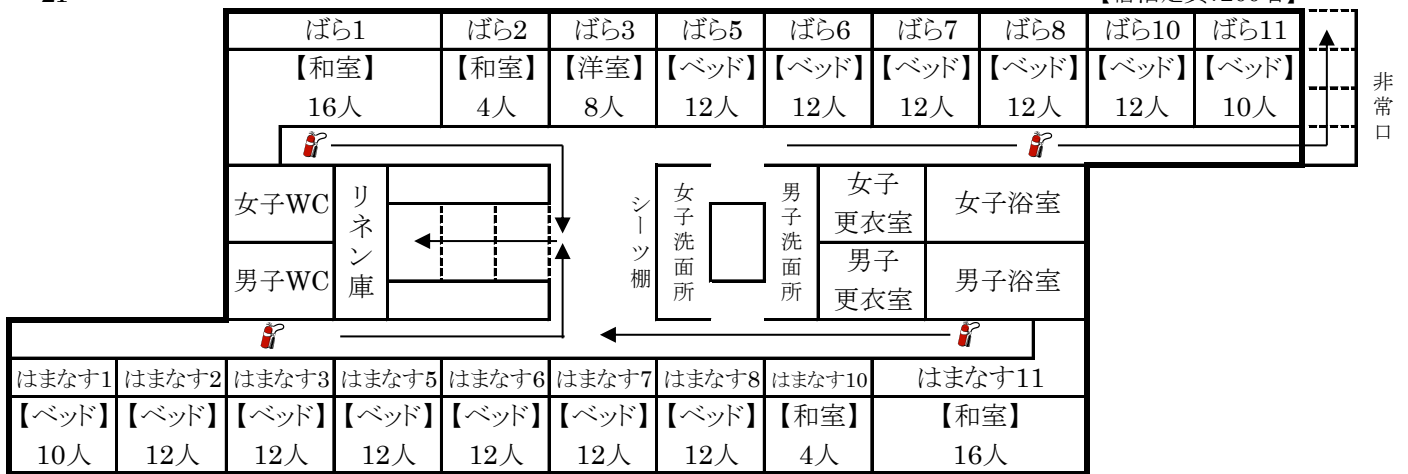 ばら1 ばら2 ばら3 ばら5 ばら6 ばら7 ばら8 ばら10 ばら11
【和室】 【和室】 【洋室】 【ベッド】 【ベッド】 【ベッド】 【ベッド】 【ベッド】 【ベッド】
16人 4人 8人 12人 12人 12人 12人 12人 10人
非常口
女子WC
男子WC
リネン庫
シーツ棚
女子洗面所
男子洗面所
女子更衣室
女子浴室
男子更衣室
男子浴室
はまなす1 はまなす2 はまなす3 はまなす5 はまなす6 はまなす7 はまなす8 はまなす10 はまなす11
【ベッド】 【ベッド】 【ベッド】 【ベッド】 【ベッド】 【ベッド】 【ベッド】 【和室】 【和室】
10人 12人 12人 12人 12人 12人 12人 4人 16人